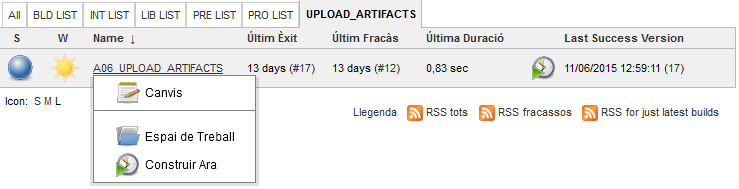 All BLD LIST INT LIST LIB LIST PRE LIST PRO LIST UPLOAD_ARTIFACTS
S W Name ↓ Últim Èxit Últim Fracàs Última Duració Last Success Version
A06_UPLOAD_ARTIFACTS 13 days (#17) 13 days (#12) 0,83 sec 11/06/2015 12:59:11 (17)
Icon: S M L
Canvis
Llegenda RSS tots RSS fracassos RSS for just latest builds
Espai de Treball
Construir Ara